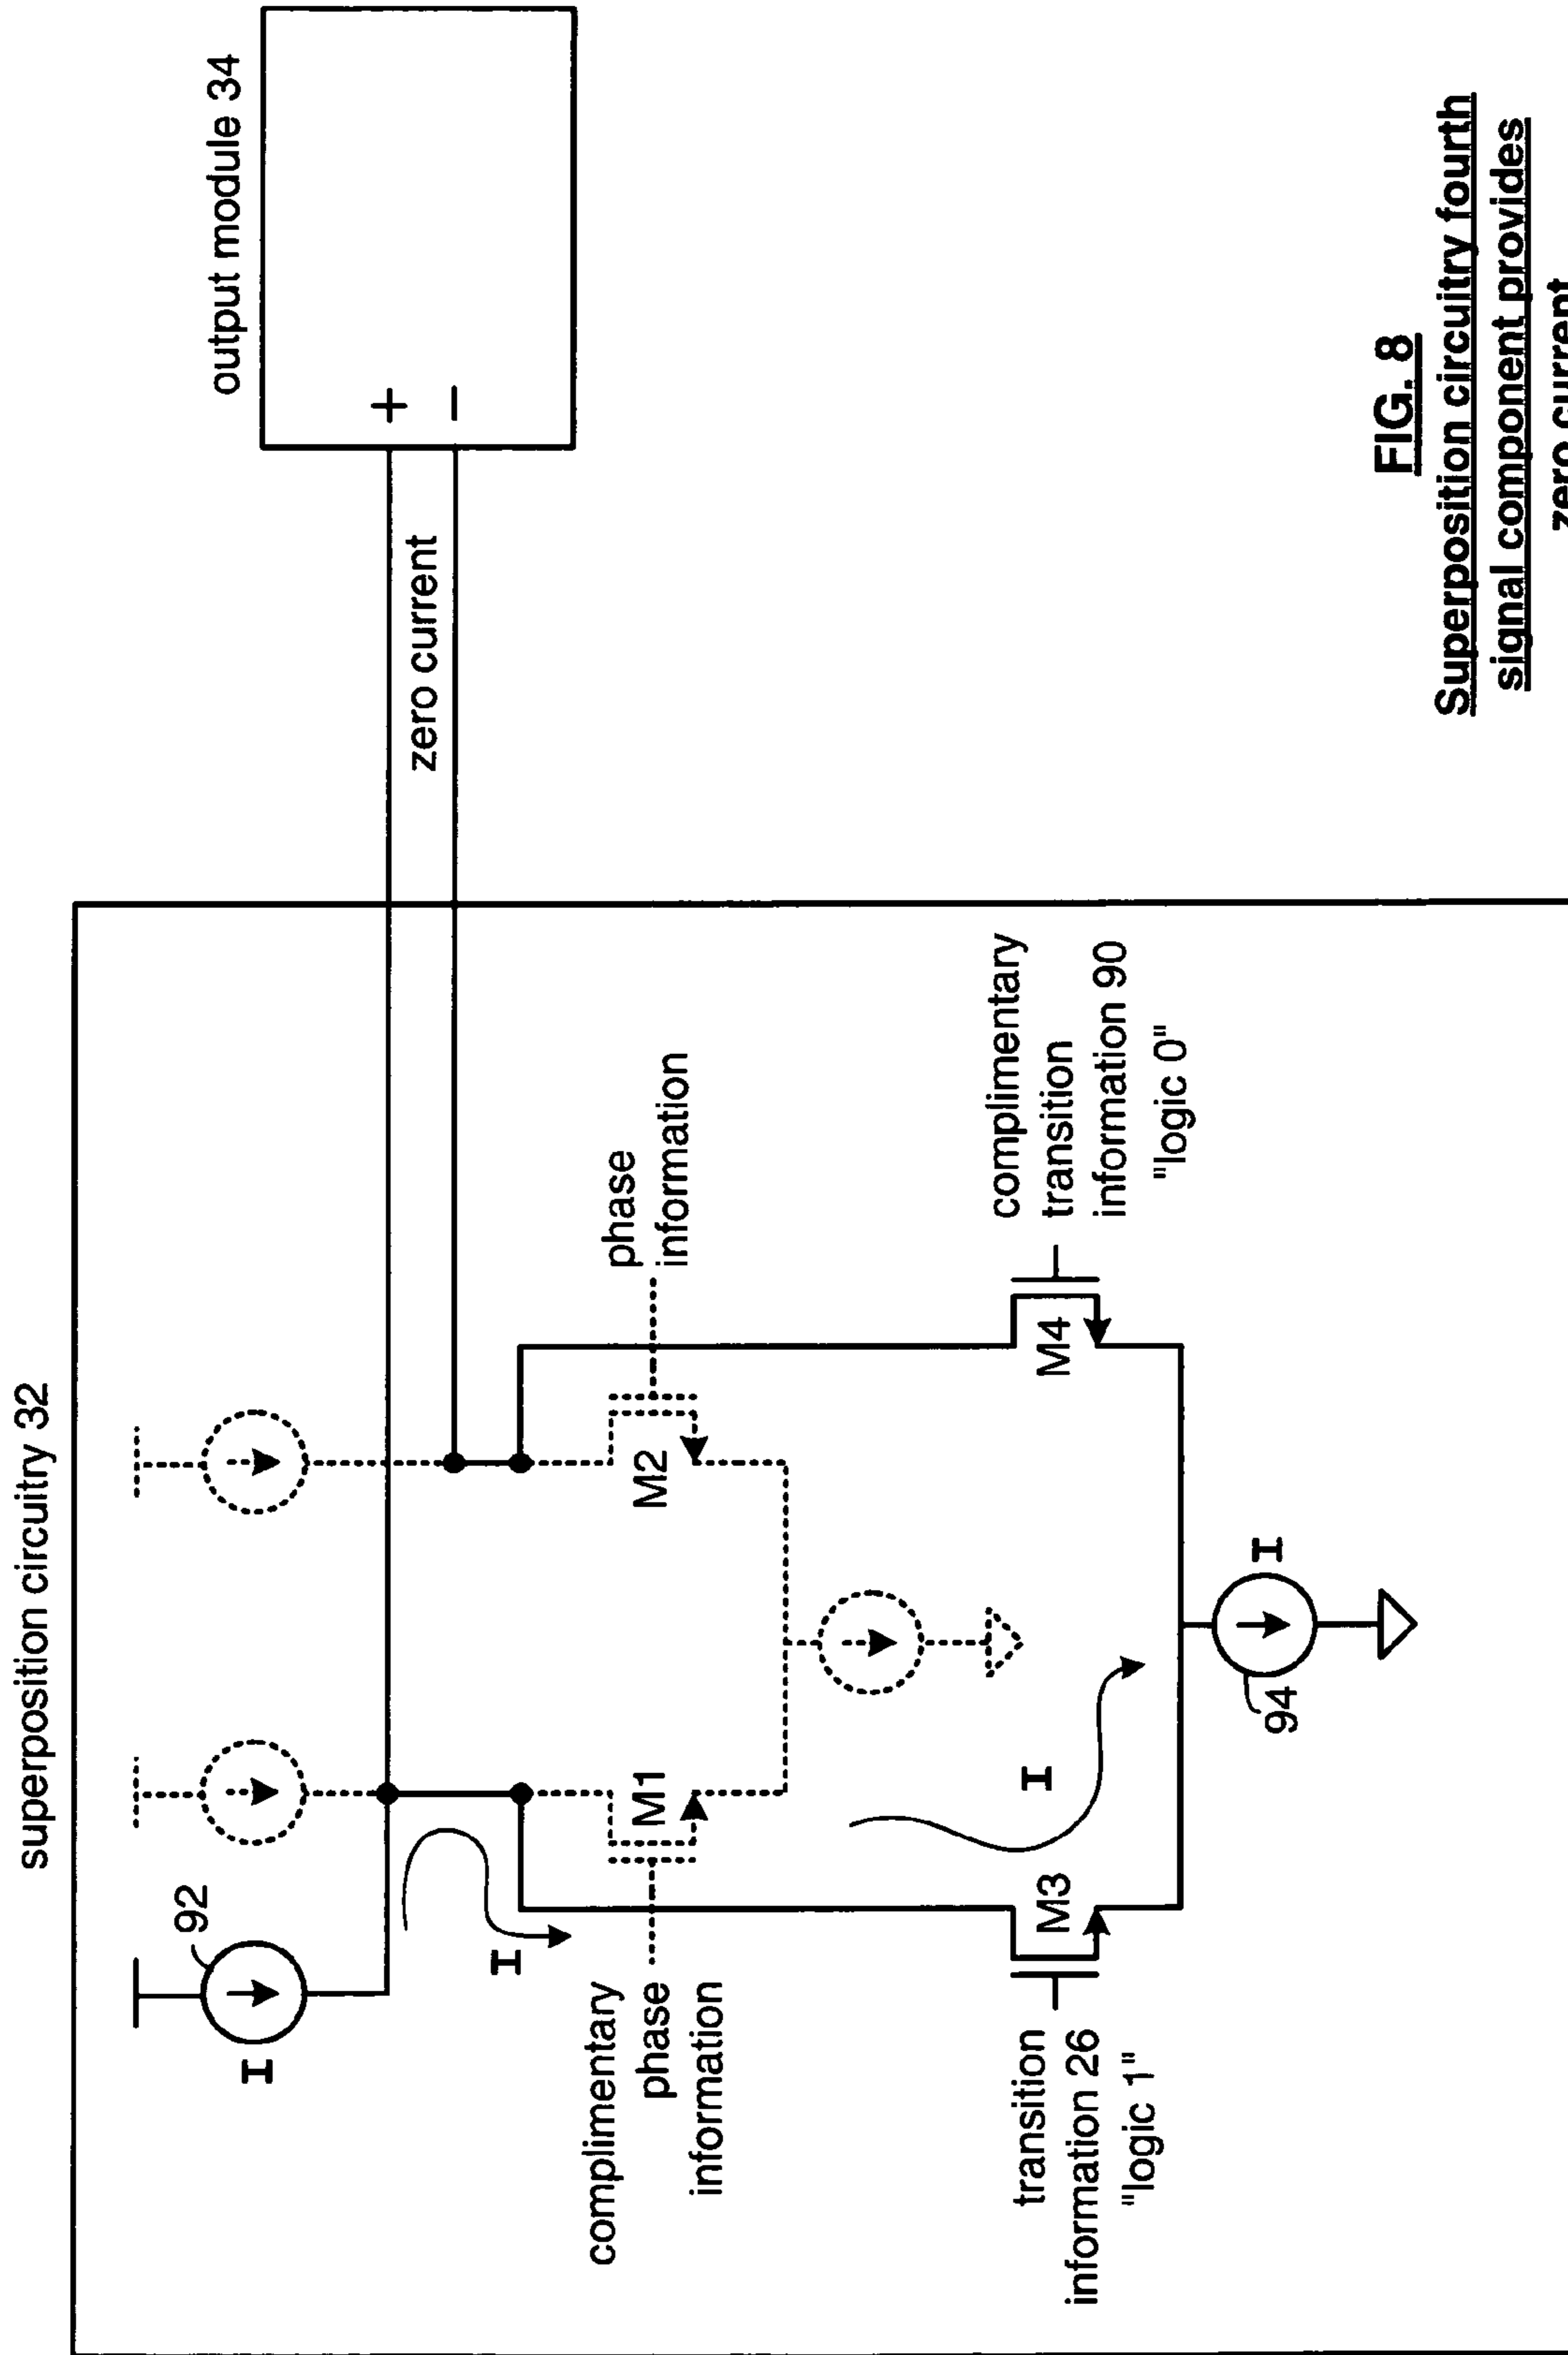 superposition circuitry 32
output module 34
+
−
zero current
92
I
I
complimentary
phase
information
M1
M2
phase
information
transition
information 26
"logic 1"
M3
I
M4
complimentary
transition
information 90
"logic 0"
94
I
FIG. 8
Superposition circuitry fourth
signal component provides
zero current